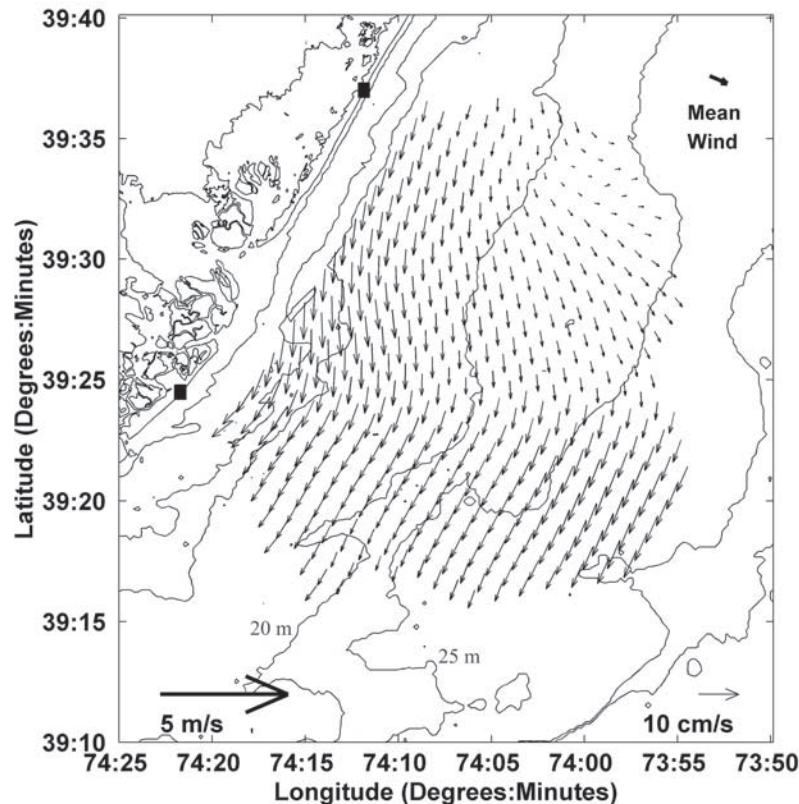 39:40
39:35
39:30
39:25
39:20
39:15
39:10
Latitude (Degrees:Minutes)
Mean
Wind
20 m
25 m
5 m/s
10 cm/s
74:25 74:20 74:15 74:10 74:05 74:00 73:55 73:50
Longitude (Degrees:Minutes)